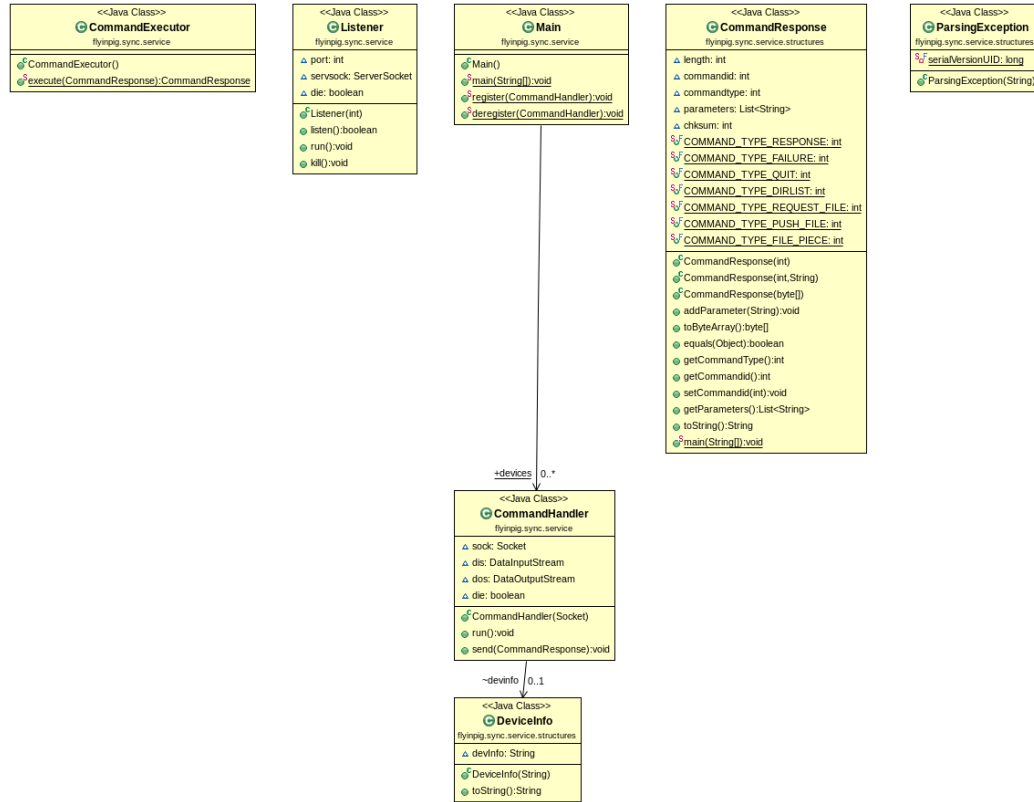 <<Java Class>>
CommandExecutor
flyinpig.sync.service
CommandExecutor()
execute(CommandResponse):CommandResponse
<<Java Class>>
Listener
flyinpig.sync.service
port: int
servsock: ServerSocket
die: boolean
Listener(int)
listen():boolean
run():void
kill():void
<<Java Class>>
Main
flyinpig.sync.service
Main()
main(String[]):void
register(CommandHandler):void
deregister(CommandHandler):void
<<Java Class>>
CommandResponse
flyinpig.sync.service.structures
length: int
commandid: int
commandtype: int
parameters: List<String>
chksum: int
COMMAND_TYPE_RESPONSE: int
COMMAND_TYPE_FAILURE: int
COMMAND_TYPE_QUIT: int
COMMAND_TYPE_DIRLIST: int
COMMAND_TYPE_REQUEST_FILE: int
COMMAND_TYPE_PUSH_FILE: int
COMMAND_TYPE_FILE_PIECE: int
CommandResponse(int)
CommandResponse(int,String)
CommandResponse(byte[])
addParameter(String):void
toByteArray():byte[]
equals(Object):boolean
getCommandType():int
getCommandid():int
setCommandid(int):void
getParameters():List<String>
toString():String
main(String[]):void
<<Java Class>>
ParsingException
flyinpig.sync.service.structures
serialVersionUID: long
ParsingException(String)
+devices 0..*
<<Java Class>>
CommandHandler
flyinpig.sync.service
sock: Socket
dis: DataInputStream
dos: DataOutputStream
die: boolean
CommandHandler(Socket)
run():void
send(CommandResponse):void
~devinfo 0..1
<<Java Class>>
DeviceInfo
flyinpig.sync.service.structures
devInfo: String
DeviceInfo(String)
toString():String